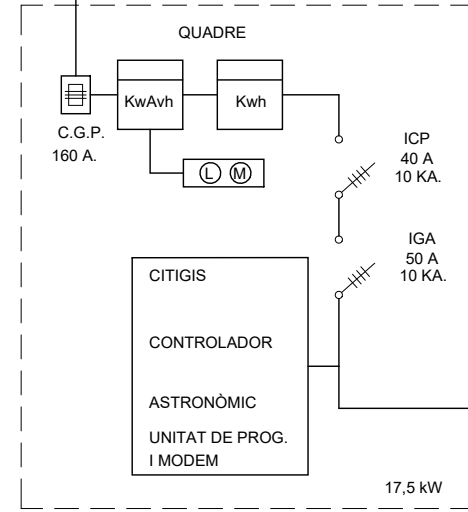 QUADRE
KwAvh
Kwh
C.G.P.
160 A.
L M
ICP
40 A
10 KA.
IGA
50 A
10 KA.
CITIGIS
CONTROLADOR
ASTRONÒMIC
UNITAT DE PROG.
I MODEM
17,5 kW